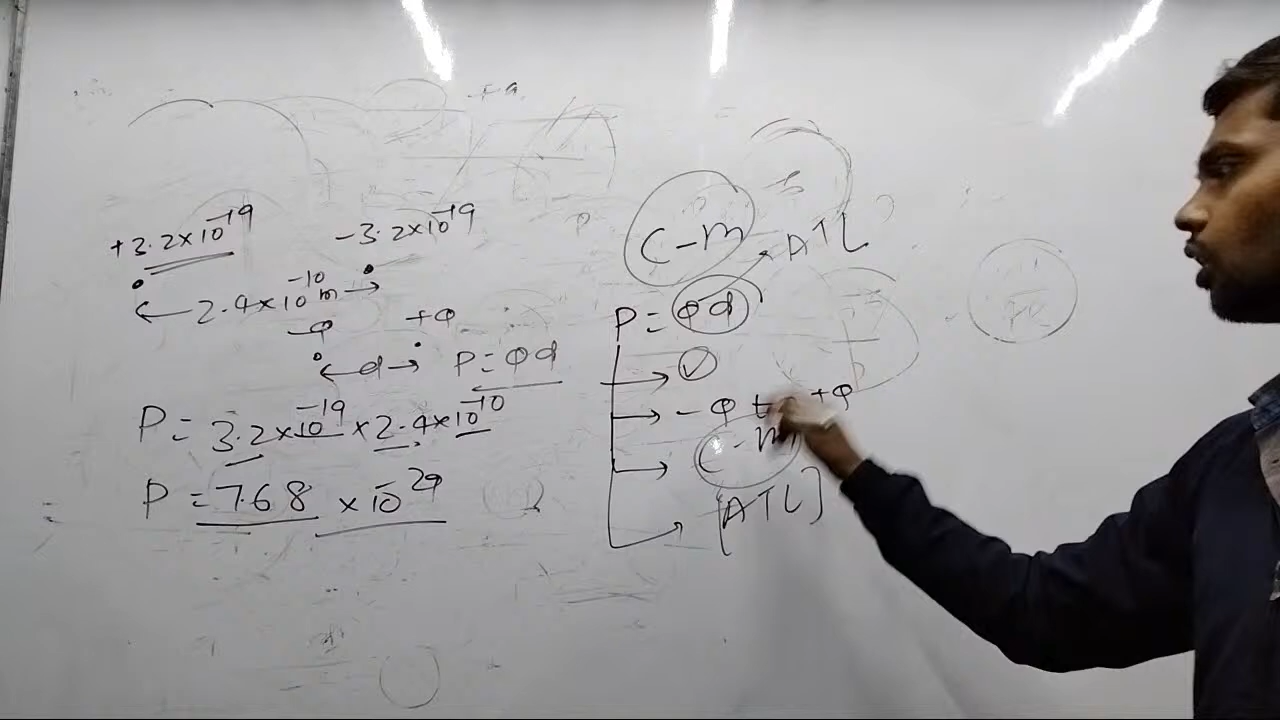 +3.2×10⁻¹⁹ -3.2×10⁻¹⁹
2.4×10⁻¹⁰m
-Q +Q
d P=Qd
P = 3.2×10⁻¹⁹ × 2.4×10⁻¹⁰
P = 7.68 ×10⁻²⁹
C-m
ATL
P = Qd
-Q to +Q
C-m
[ATL]